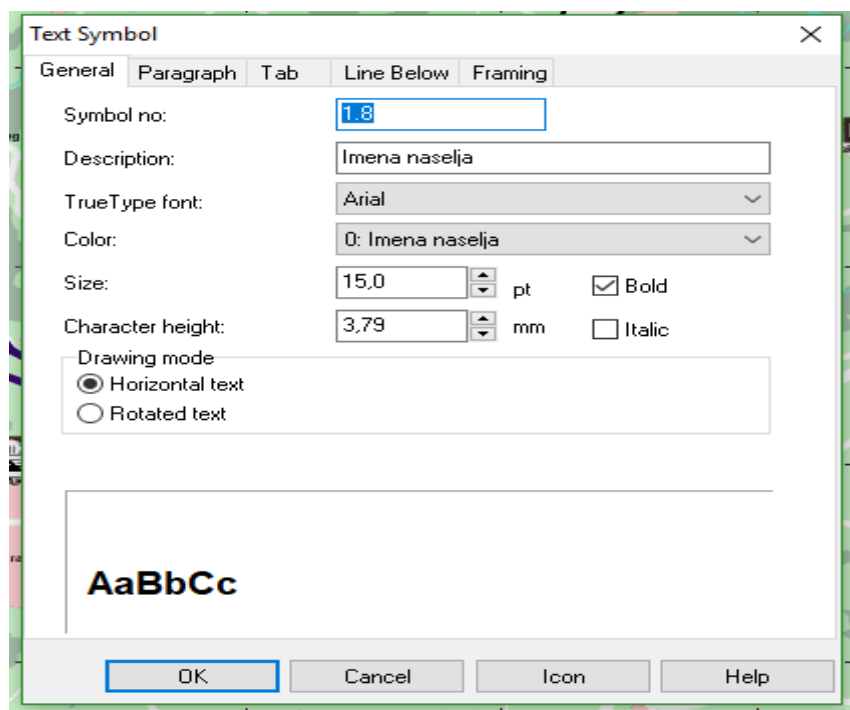 Text Symbol
General Paragraph Tab Line Below Framing
Symbol no: 1.8
Description: Imena naselja
TrueType font: Arial
Color: 0: Imena naselja
Size: 15,0 pt Bold
Character height: 3,79 mm Italic
Drawing mode
Horizontal text
Rotated text
AaBbCc
OK Cancel Icon Help